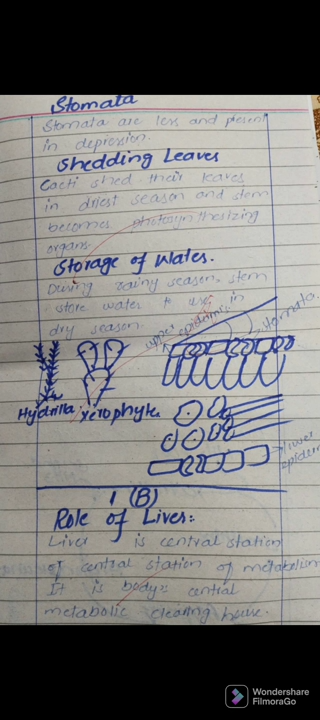 Stomata
Stomata are less and present
in depression.
Shedding Leaves
Cacti shed their leaves
in driest season and stem
becomes photosynthesizing
organs.
Storage of Water.
During rainy season, stem
store water to use in
dry season.
upper epidermis
stomata
Hydrilla
xerophyte
lower
epiderm
1 (B)
Role of Liver:
Liver is central station
of central station of metabolism
It is body's central
metabolic clearing house.
Wondershare
FilmoraGo